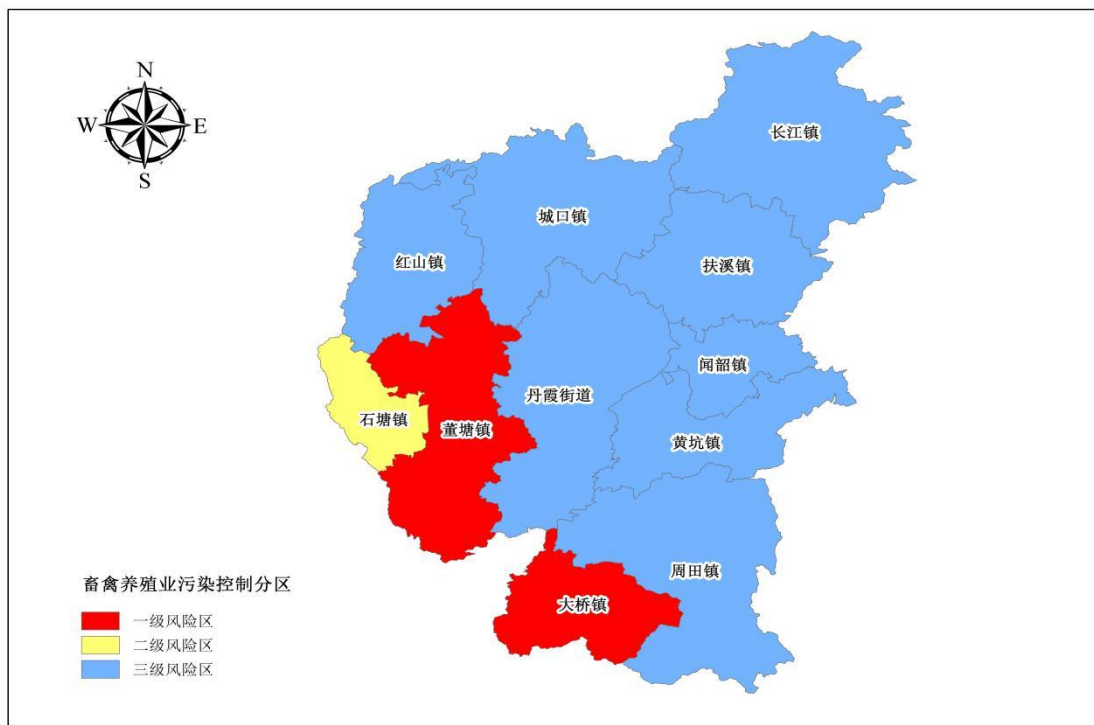 N
W
E
S
长江镇
城口镇
红山镇
扶溪镇
闻韶镇
丹霞街道
石塘镇
董塘镇
黄坑镇
周田镇
大桥镇
畜禽养殖业污染控制分区
一级风险区
二级风险区
三级风险区